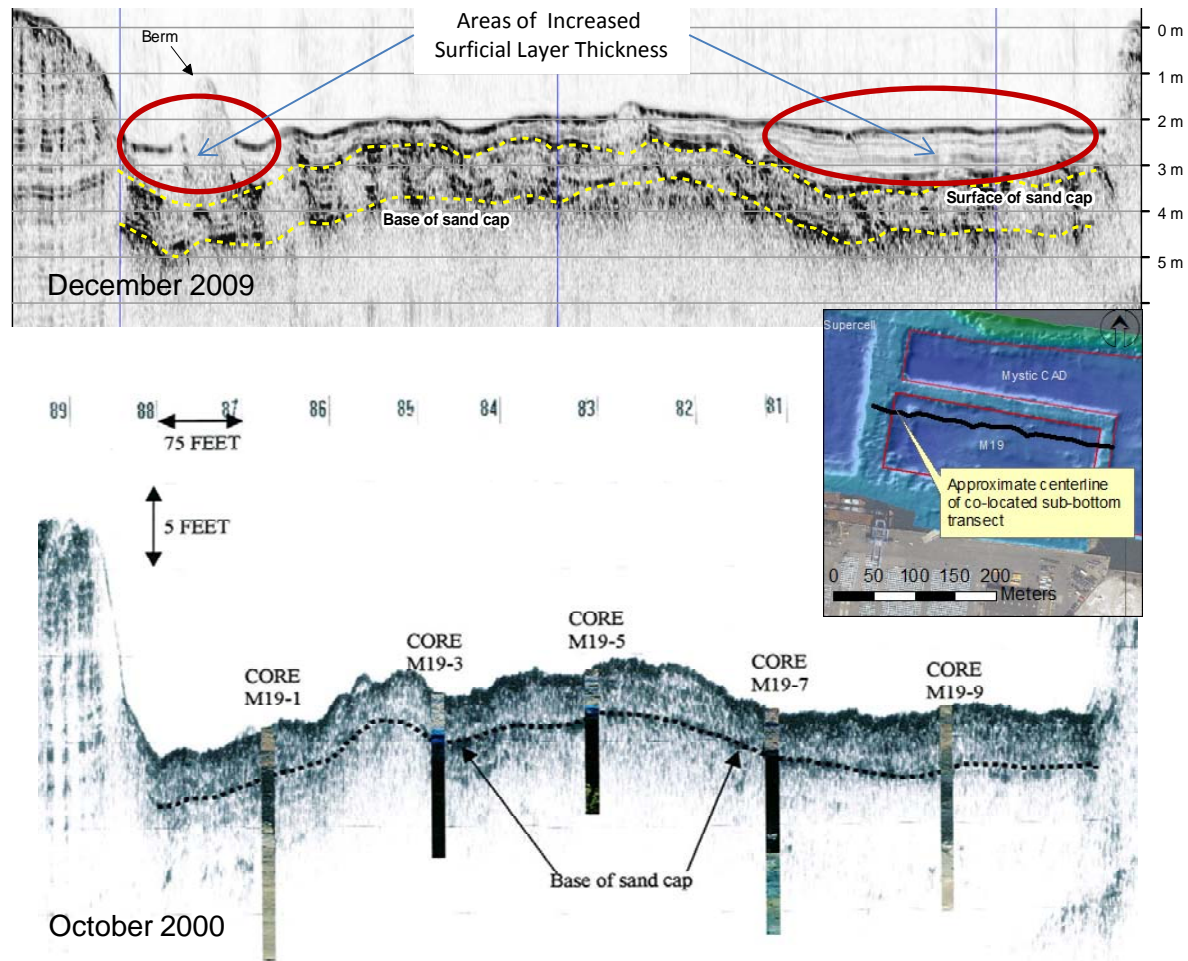 Areas of Increased
Surficial Layer Thickness
Berm
0 m
1 m
2 m
3 m
4 m
5 m
Surface of sand cap
Base of sand cap
December 2009
Supercell
Mystic CAD
M19
Approximate centerline
of co-located sub-bottom
transect
0 50 100 150 200
Meters
89 88 87 86 85 84 83 82 81
75 FEET
5 FEET
CORE
M19-1
CORE
M19-3
CORE
M19-5
CORE
M19-7
CORE
M19-9
Base of sand cap
October 2000